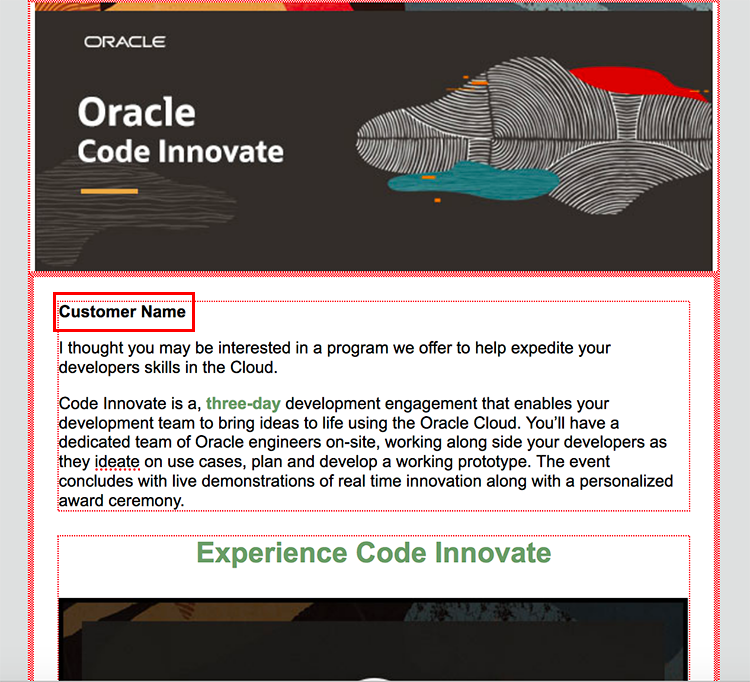 ORACLE
Oracle
Code Innovate
Customer Name
I thought you may be interested in a program we offer to help expedite your
developers skills in the Cloud.
Code Innovate is a, three-day development engagement that enables your
development team to bring ideas to life using the Oracle Cloud. You’ll have a
dedicated team of Oracle engineers on-site, working along side your developers as
they ideate on use cases, plan and develop a working prototype. The event
concludes with live demonstrations of real time innovation along with a personalized
award ceremony.
Experience Code Innovate